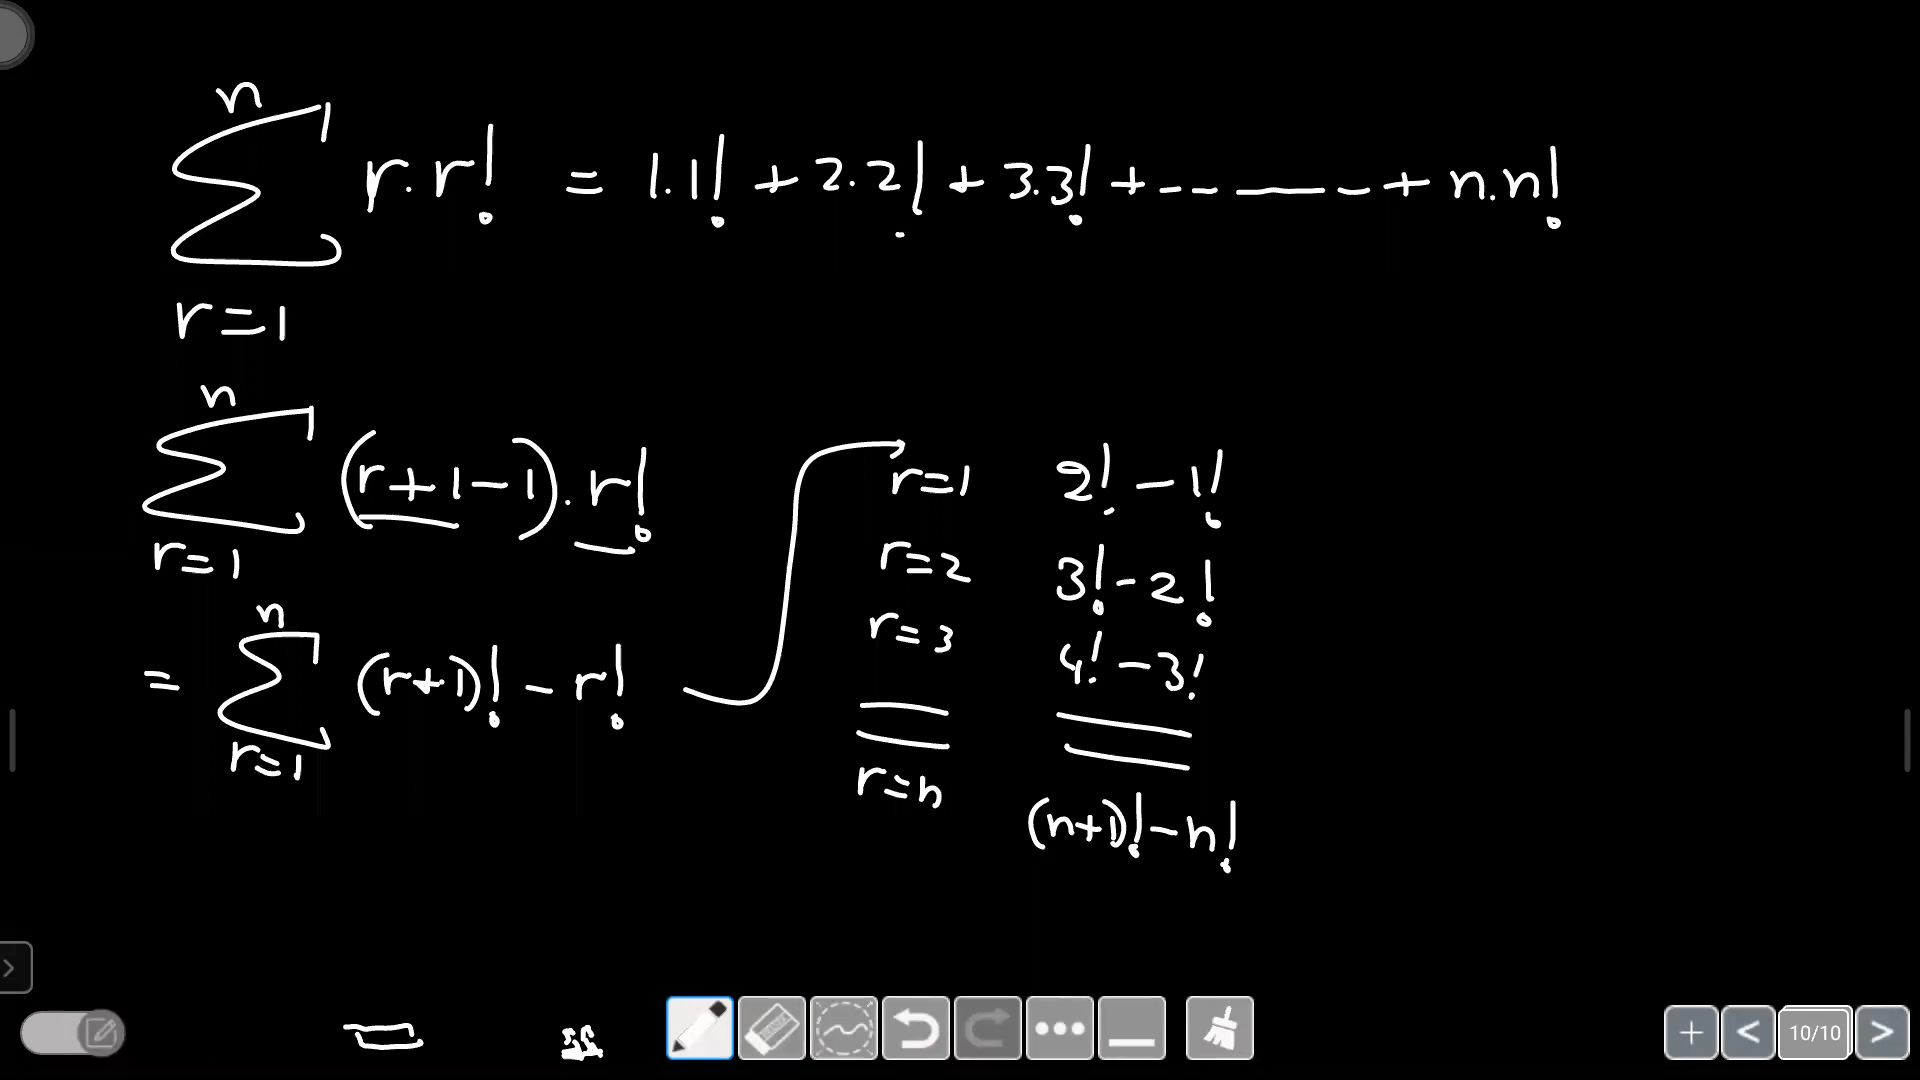 n
∑ r.r! = 1.1! + 2.2! + 3.3! + - - — - + n.n!
r=1
n
∑ (r+1-1).r!
r=1
n
= ∑ (r+1)! - r!
r=1
r=1 2! - 1!
r=2 3! - 2!
r=3 4! - 3!
r=n (n+1)! - n!
10/10